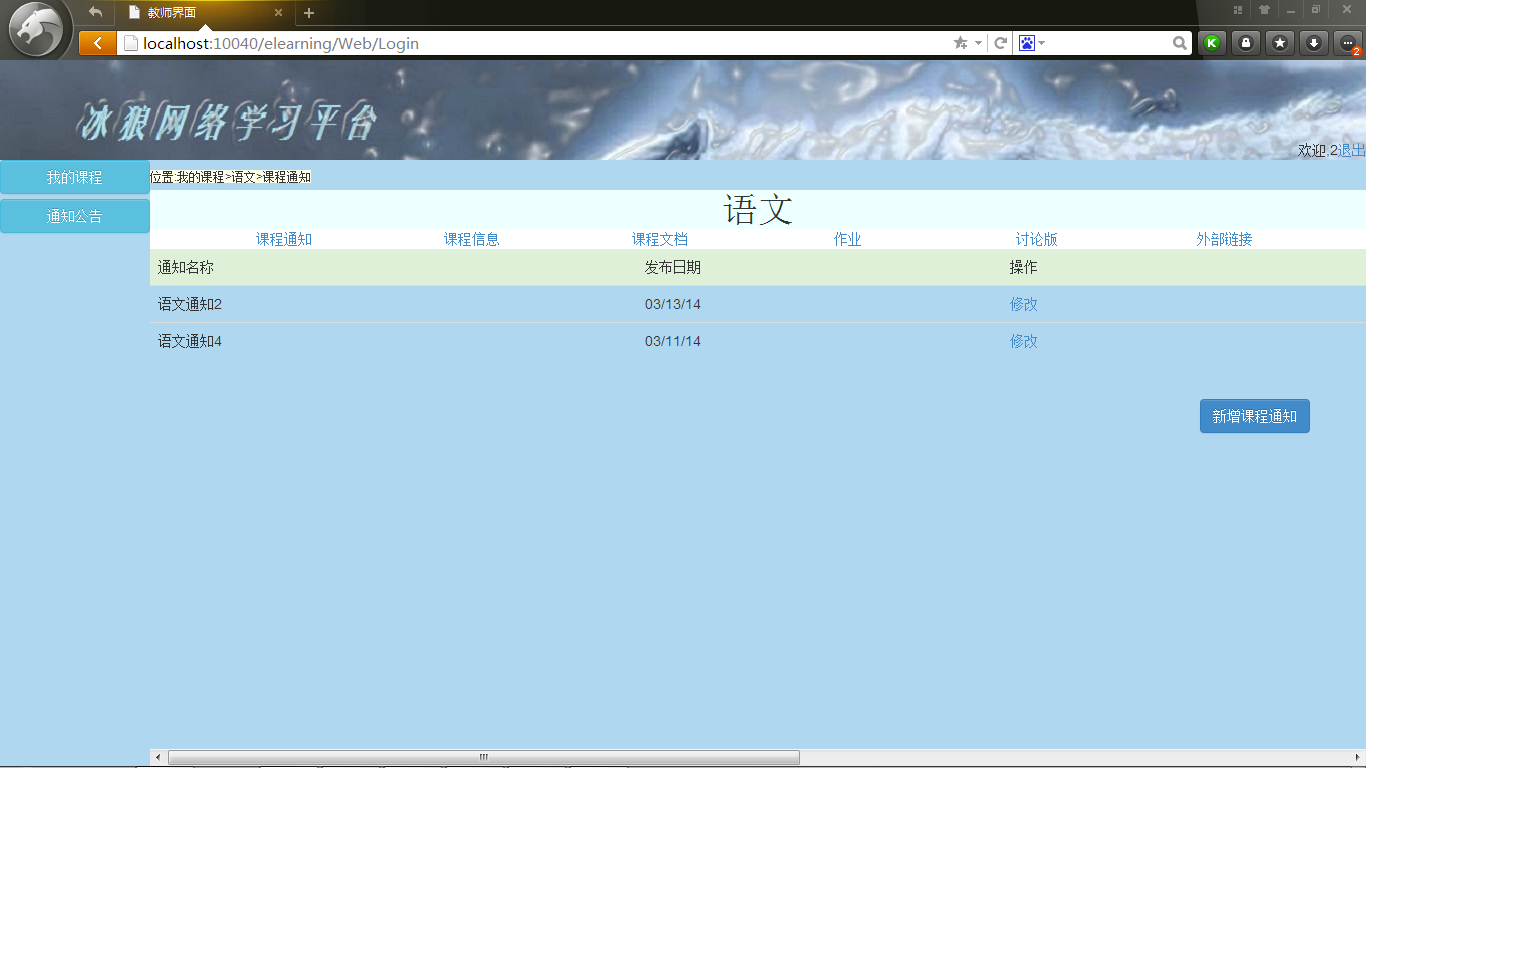 教师界面
localhost:10040/elearning/Web/Login
K
2
冰狼网络学习平台
欢迎,2退出
我的课程
通知公告
位置:我的课程>语文>课程通知
语文
课程通知 课程信息 课程文档 作业 讨论版 外部链接
通知名称 发布日期 操作
语文通知2 03/13/14 修改
语文通知4 03/11/14 修改
新增课程通知